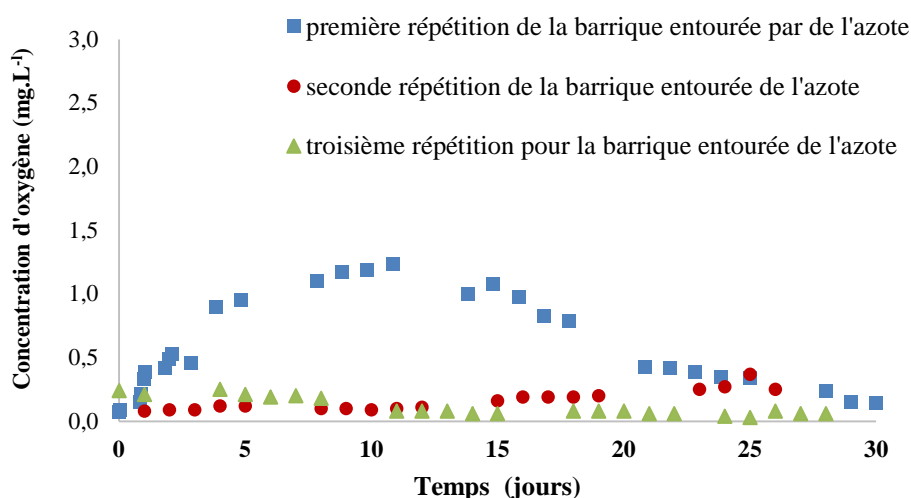 première répétition de la barrique entourée par de l'azote
seconde répétition de la barrique entourée de l'azote
troisième répétition pour la barrique entourée de l'azote
Concentration d'oxygène (mg.L⁻¹)
3,0
2,5
2,0
1,5
1,0
0,5
0,0
0 5 10 15 20 25 30
Temps (jours)